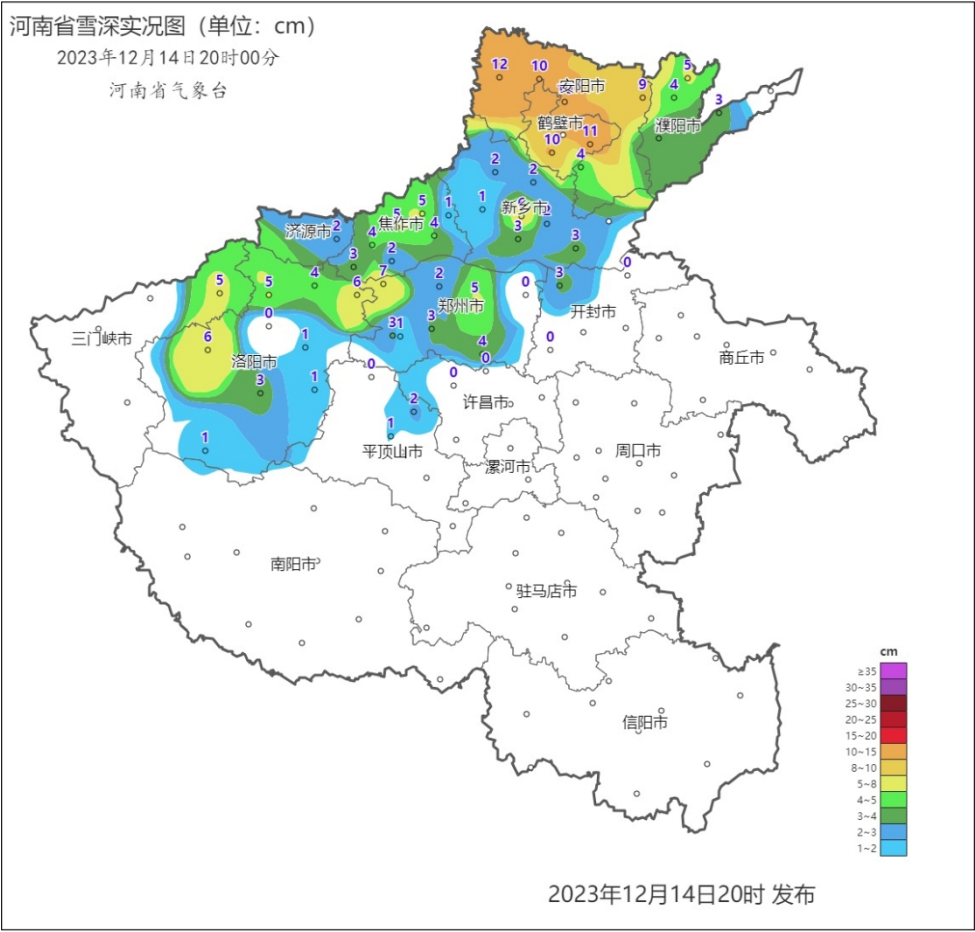 河南省雪深实况图（单位：cm）
2023年12月14日20时00分
河南省气象台
12
10
安阳市
9
5
4
3
鹤壁市
11
10
濮阳市
4
2
2
1
1
新乡市
3
3
5
5
焦作市
4
4
济源市
2
3
2
0
7
6
4
5
5
0
2
5
郑州市
0
3
开封市
三门峡市
6
洛阳市
1
31
3
4
0
0
商丘市
3
1
0
0
2
许昌市
1
1
平顶山市
漯河市
周口市
南阳市
驻马店市
信阳市
cm
≥35
30~35
25~30
20~25
15~20
10~15
8~10
5~8
4~5
3~4
2~3
1~2
2023年12月14日20时 发布